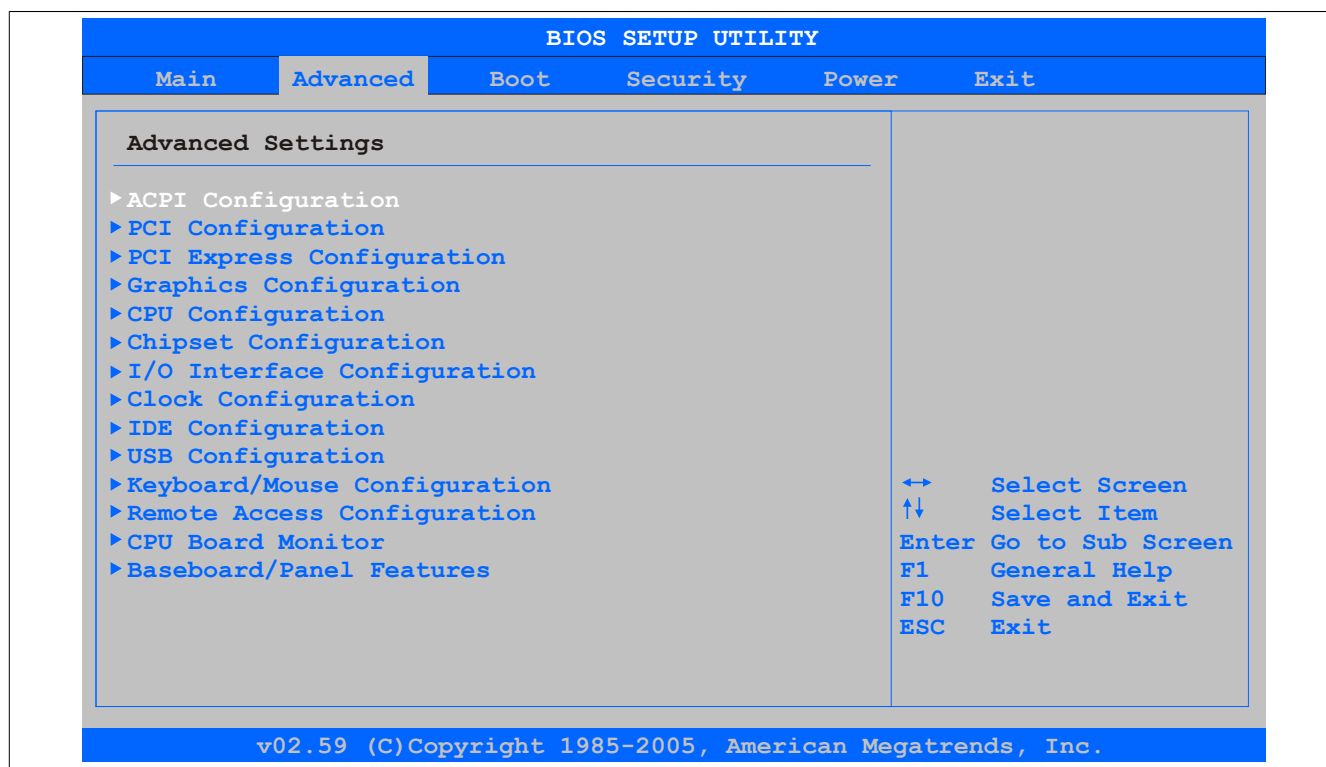 BIOS SETUP UTILITY
Main Advanced Boot Security Power Exit
Advanced Settings
ACPI Configuration
PCI Configuration
PCI Express Configuration
Graphics Configuration
CPU Configuration
Chipset Configuration
I/O Interface Configuration
Clock Configuration
IDE Configuration
USB Configuration
Keyboard/Mouse Configuration
Remote Access Configuration
CPU Board Monitor
Baseboard/Panel Features
↔ Select Screen
↑↓ Select Item
Enter Go to Sub Screen
F1 General Help
F10 Save and Exit
ESC Exit
v02.59 (C)Copyright 1985-2005, American Megatrends, Inc.